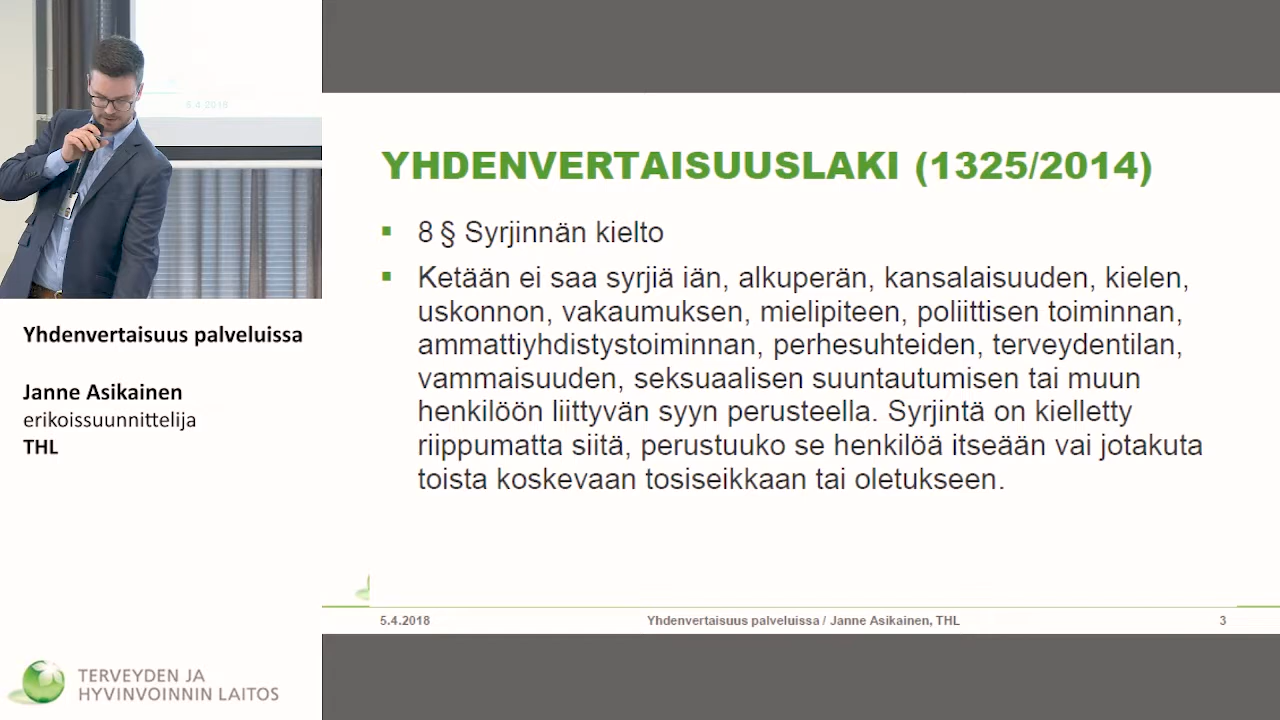 5.4.2018
Yhdenvertaisuus palveluissa
Janne Asikainen
erikoissuunnittelija
THL
TERVEYDEN JA
HYVINVOINNIN LAITOS
YHDENVERTAISUUSLAKI (1325/2014)
8 § Syrjinnän kielto
Ketään ei saa syrjiä iän, alkuperän, kansalaisuuden, kielen,
uskonnon, vakaumuksen, mielipiteen, poliittisen toiminnan,
ammattiyhdistystoiminnan, perhesuhteiden, terveydentilan,
vammaisuuden, seksuaalisen suuntautumisen tai muun
henkilöön liittyvän syyn perusteella. Syrjintä on kielletty
riippumatta siitä, perustuuko se henkilöä itseään vai jotakuta
toista koskevaan tosiseikkaan tai oletukseen.
5.4.2018 Yhdenvertaisuus palveluissa / Janne Asikainen, THL 3